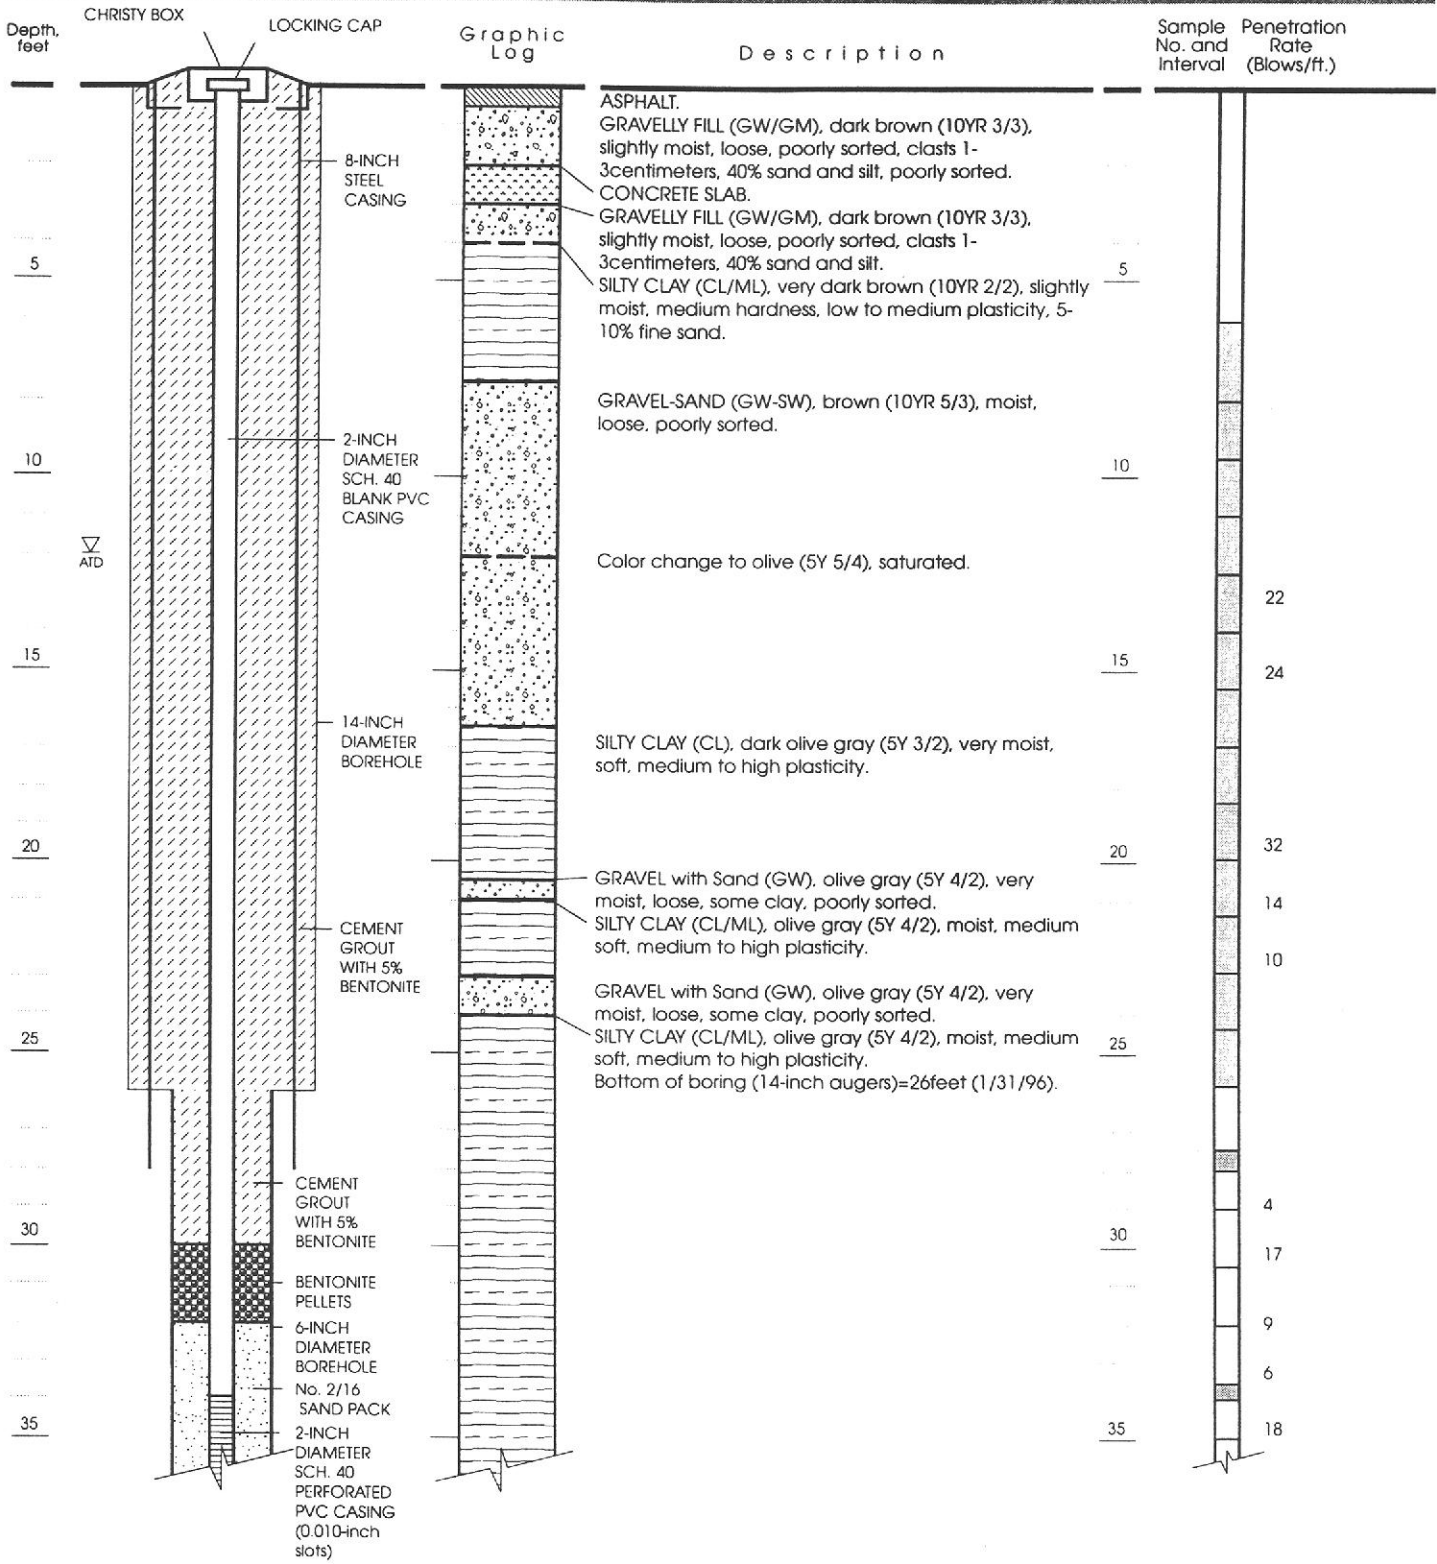 Depth,
feet
CHRISTY BOX
LOCKING CAP
Graphic
Log
Description
Sample
No. and
Interval
Penetration
Rate
(Blows/ft.)
8-INCH
STEEL
CASING
2-INCH
DIAMETER
SCH. 40
BLANK PVC
CASING
ATD
14-INCH
DIAMETER
BOREHOLE
CEMENT
GROUT
WITH 5%
BENTONITE
CEMENT
GROUT
WITH 5%
BENTONITE
BENTONITE
PELLETS
6-INCH
DIAMETER
BOREHOLE
No. 2/16
SAND PACK
2-INCH
DIAMETER
SCH. 40
PERFORATED
PVC CASING
(0.010-inch
slots)
5
10
15
20
25
30
35
ASPHALT.
GRAVELLY FILL (GW/GM), dark brown (10YR 3/3),
slightly moist, loose, poorly sorted, clasts 1-
3centimeters, 40% sand and silt, poorly sorted.
CONCRETE SLAB.
GRAVELLY FILL (GW/GM), dark brown (10YR 3/3),
slightly moist, loose, poorly sorted, clasts 1-
3centimeters, 40% sand and silt.
SILTY CLAY (CL/ML), very dark brown (10YR 2/2), slightly
moist, medium hardness, low to medium plasticity, 5-
10% fine sand.
GRAVEL-SAND (GW-SW), brown (10YR 5/3), moist,
loose, poorly sorted.
Color change to olive (5Y 5/4), saturated.
SILTY CLAY (CL), dark olive gray (5Y 3/2), very moist,
soft, medium to high plasticity.
GRAVEL with Sand (GW), olive gray (5Y 4/2), very
moist, loose, some clay, poorly sorted.
SILTY CLAY (CL/ML), olive gray (5Y 4/2), moist, medium
soft, medium to high plasticity.
GRAVEL with Sand (GW), olive gray (5Y 4/2), very
moist, loose, some clay, poorly sorted.
SILTY CLAY (CL/ML), olive gray (5Y 4/2), moist, medium
soft, medium to high plasticity.
Bottom of boring (14-inch augers)=26feet (1/31/96).
5
10
15
20
25
30
35
22
24
32
14
10
4
17
9
6
18